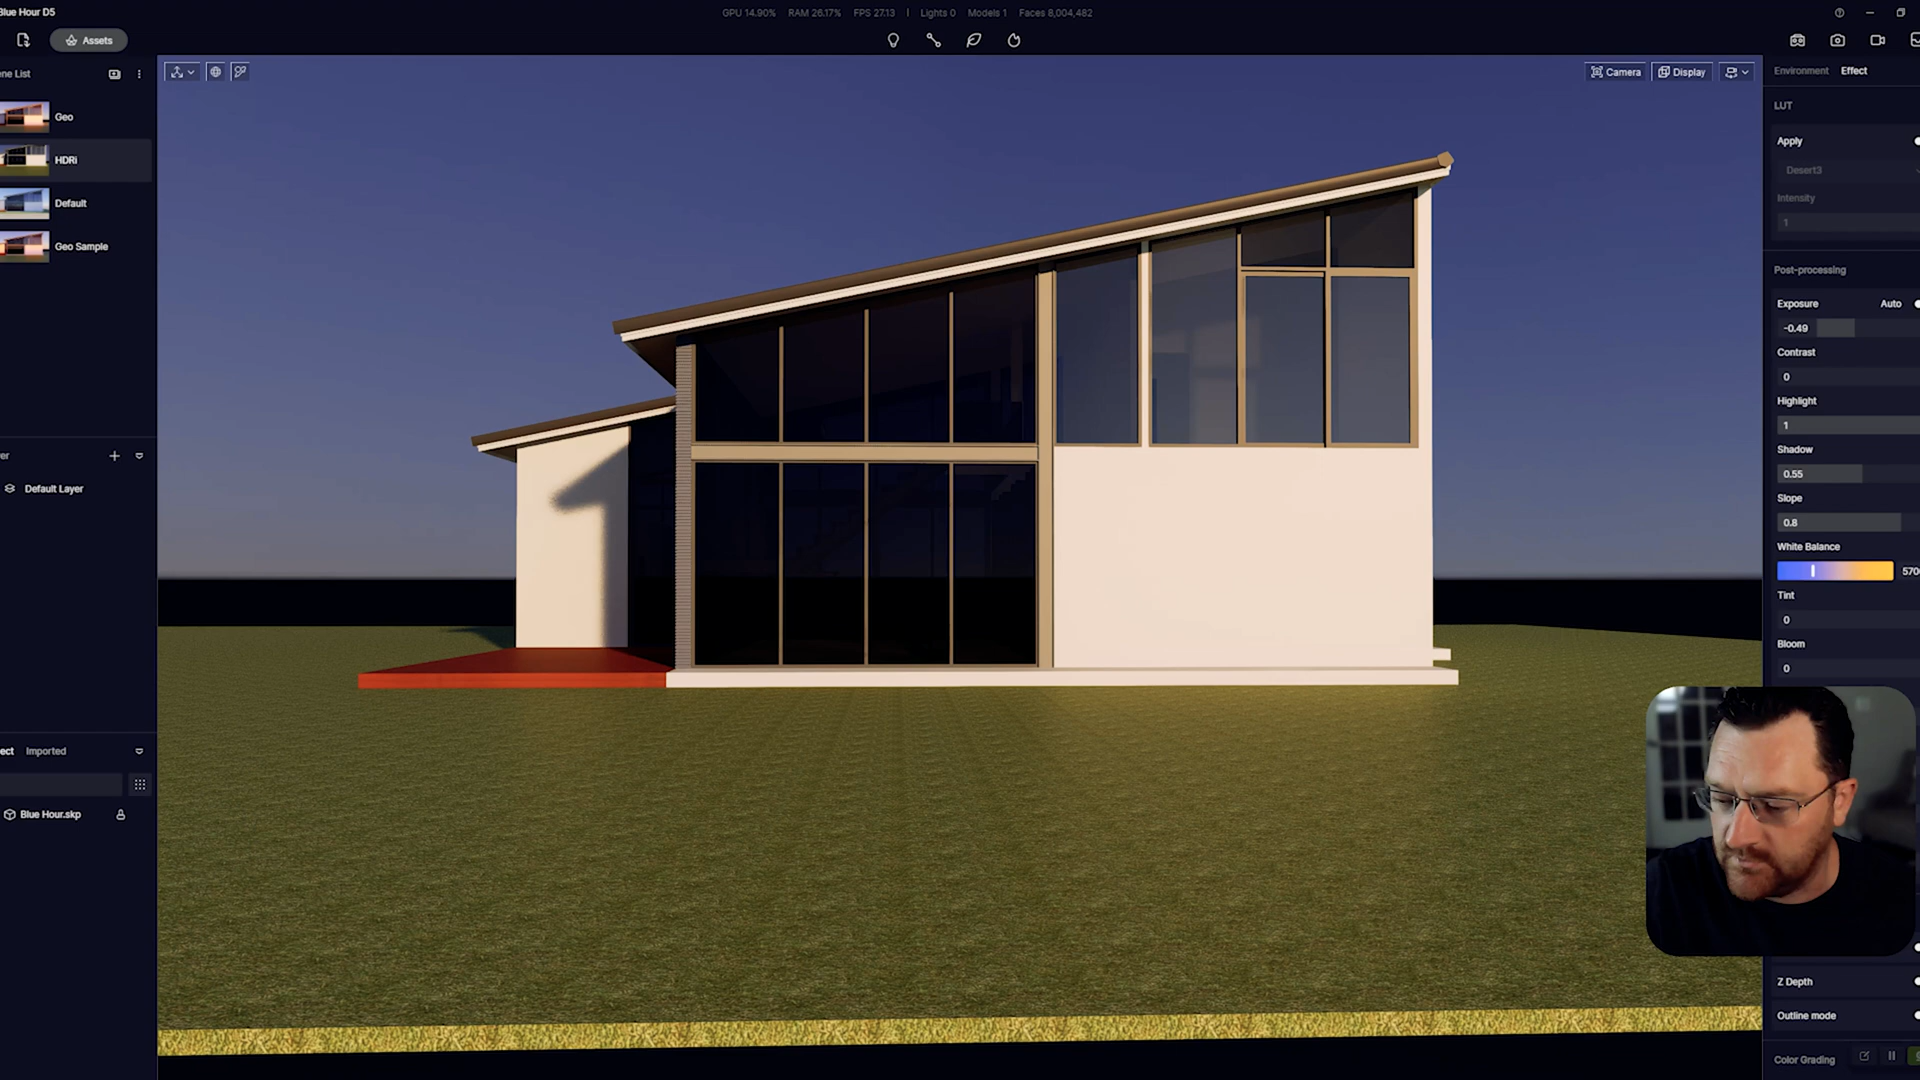 Blue Hour D5
GPU 14.90% RAM 26.17% FPS 27.13 | Lights 0 Models 1 Faces 8,004,482
Assets
ne List
Geo
HDRi
Default
Geo Sample
er
Default Layer
ect Imported
Blue Hour.skp
Camera Display
Environment Effect
LUT
Apply
Desert3
Intensity
1
Post-processing
Exposure Auto
-0.49
Contrast
0
Highlight
1
Shadow
0.55
Slope
0.8
White Balance
570
Tint
0
Bloom
0
Z Depth
Outline mode
Color Grading